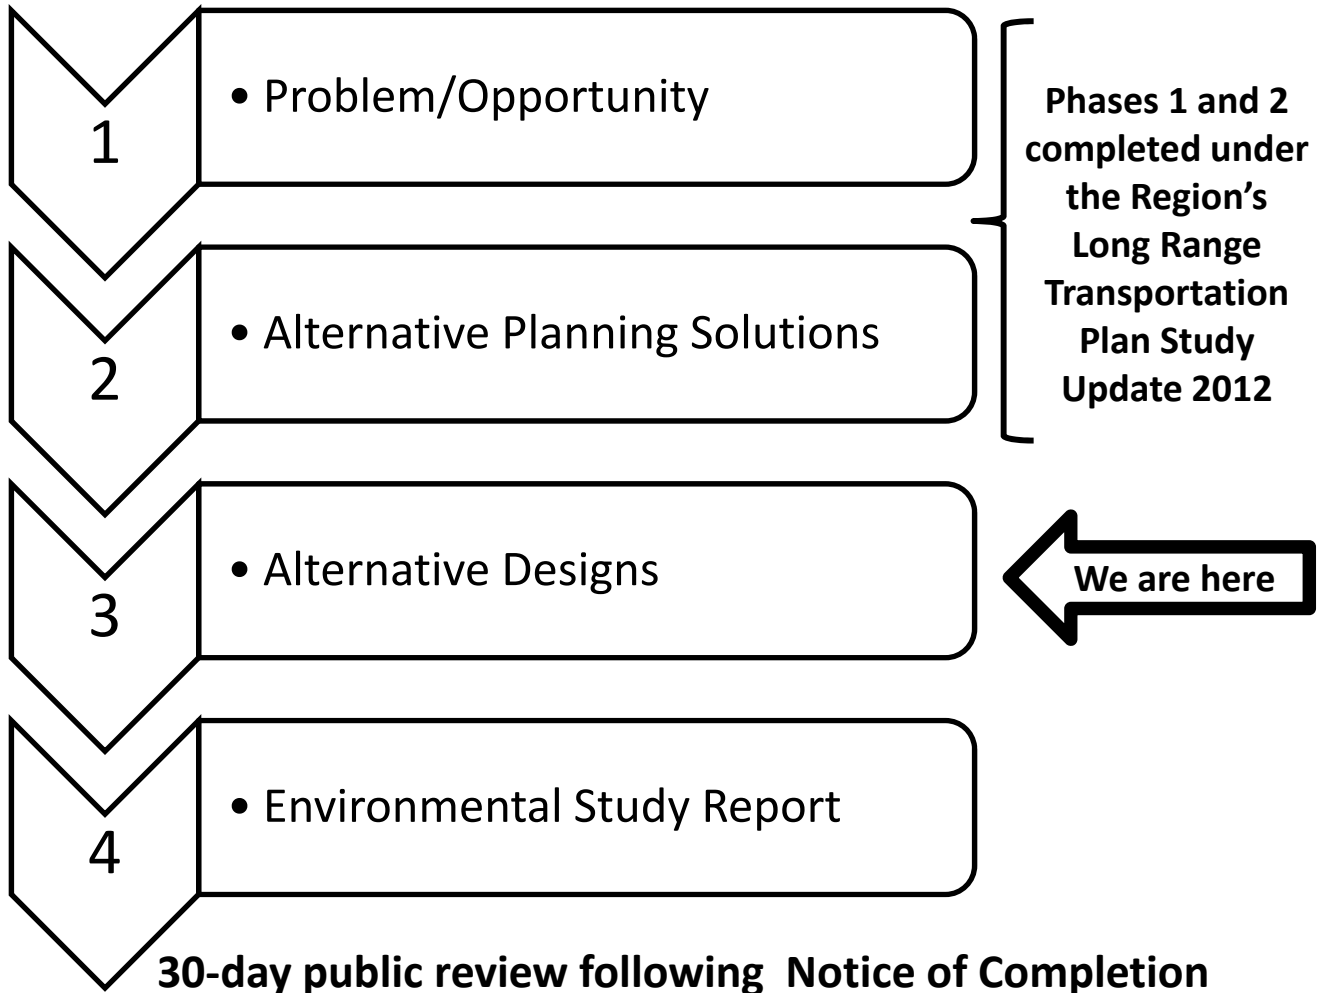 1
• Problem/Opportunity
2
• Alternative Planning Solutions
Phases 1 and 2
completed under
the Region’s
Long Range
Transportation
Plan Study
Update 2012
3
• Alternative Designs
We are here
4
• Environmental Study Report
30-day public review following Notice of Completion